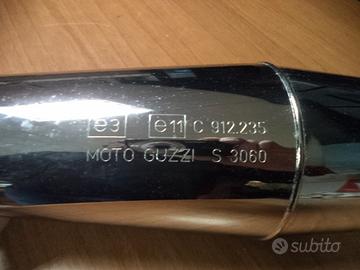 e3 e11 C 912.235
MOTO GUZZI S 3060
subito